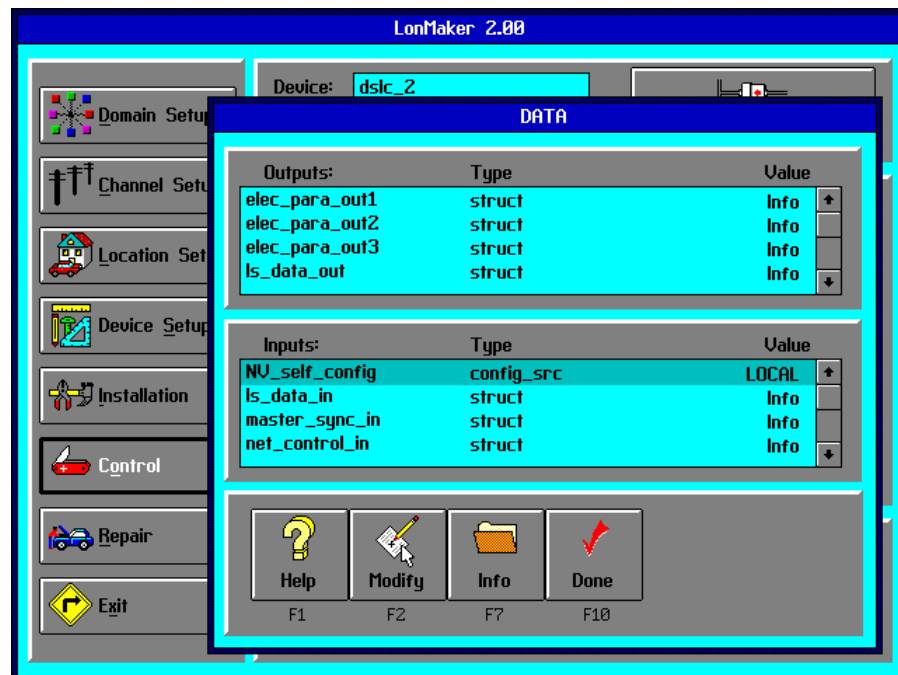 LonMaker 2.00
Device: dslc_2
Domain Setu
Channel Setu
Location Set
Device Setup
Installation
Control
Repair
Exit
DATA
Outputs: Type Value
elec_para_out1 struct Info
elec_para_out2 struct Info
elec_para_out3 struct Info
ls_data_out struct Info
Inputs: Type Value
NV_self_config config_src LOCAL
ls_data_in struct Info
master_sync_in struct Info
net_control_in struct Info
Help Modify Info Done
F1 F2 F7 F10